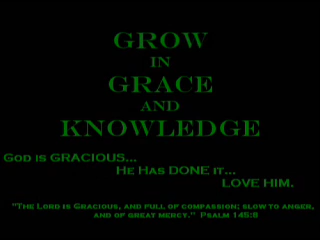 GROW
IN
GRACE
AND
KNOWLEDGE
GOD IS GRACIOUS...
HE HAS DONE IT...
LOVE HIM.
"THE LORD IS GRACIOUS, AND FULL OF COMPASSION; SLOW TO ANGER,
AND OF GREAT MERCY." PSALM 145:8